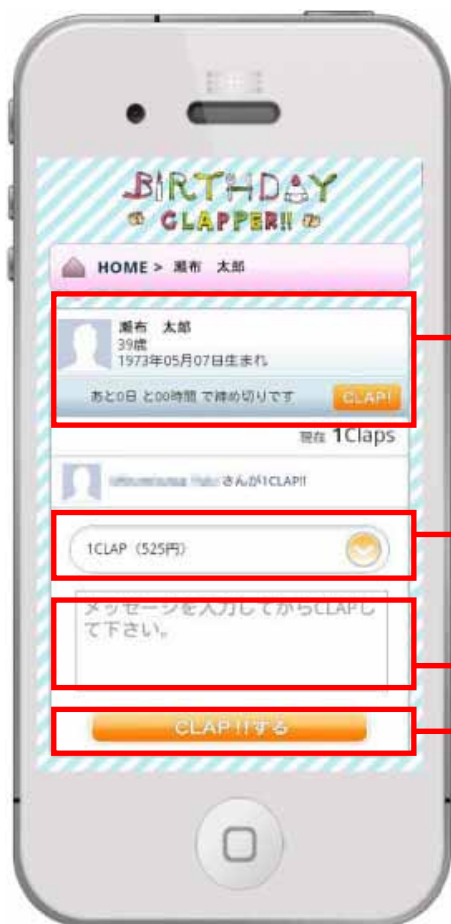 BIRTHDAY
CLAPPER!!
HOME > 瀬布 太郎
瀬布 太郎
39歳
1973年05月07日生まれ
あと0日 と00時間 で締め切りです
CLAP!
現在 1Claps
さんが1CLAP!!
1CLAP (525円)
メッセージを入力してからCLAPし
て下さい。
CLAP!!する